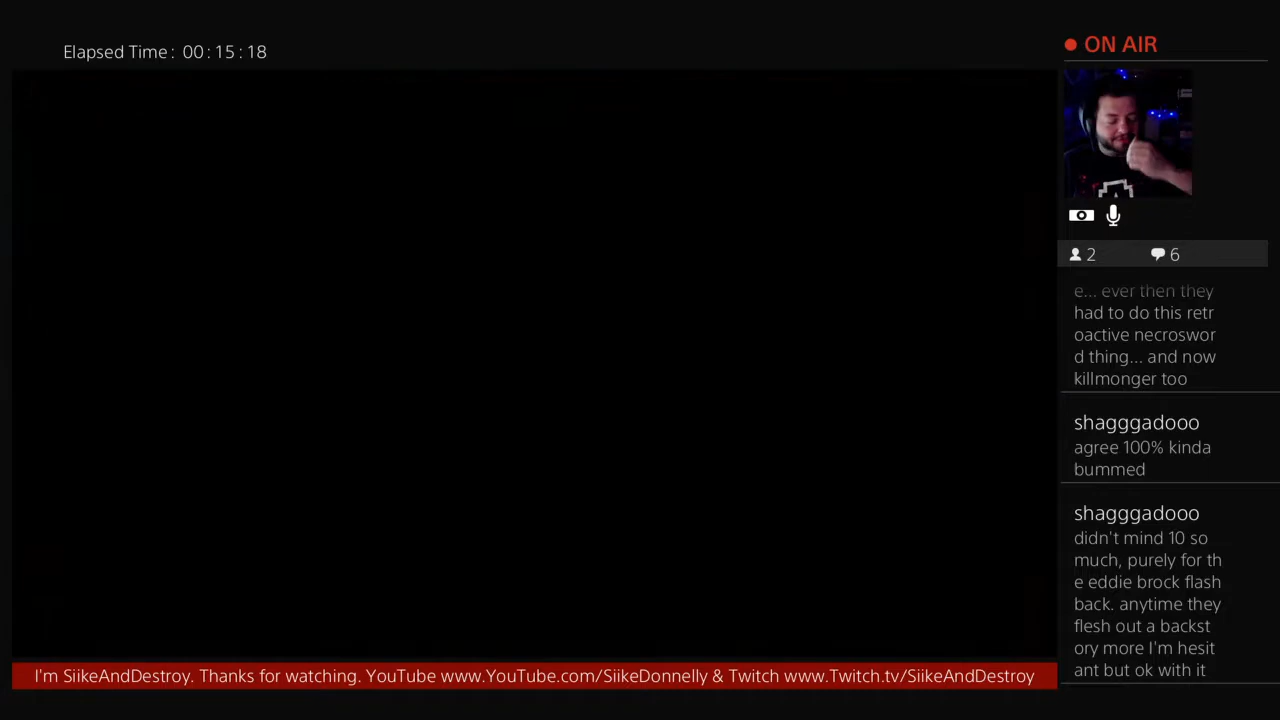 Elapsed Time: 00:15:18
ON AIR
2 6
e... ever then they
had to do this retr
oactive necroswor
d thing... and now
killmonger too
shagggadooo
agree 100% kinda
bummed
shagggadooo
didn't mind 10 so
much, purely for th
e eddie brock flash
back. anytime they
flesh out a backst
ory more I'm hesit
ant but ok with it
I'm SiikeAndDestroy. Thanks for watching. YouTube www.YouTube.com/SiikeDonnelly & Twitch www.Twitch.tv/SiikeAndDestroy